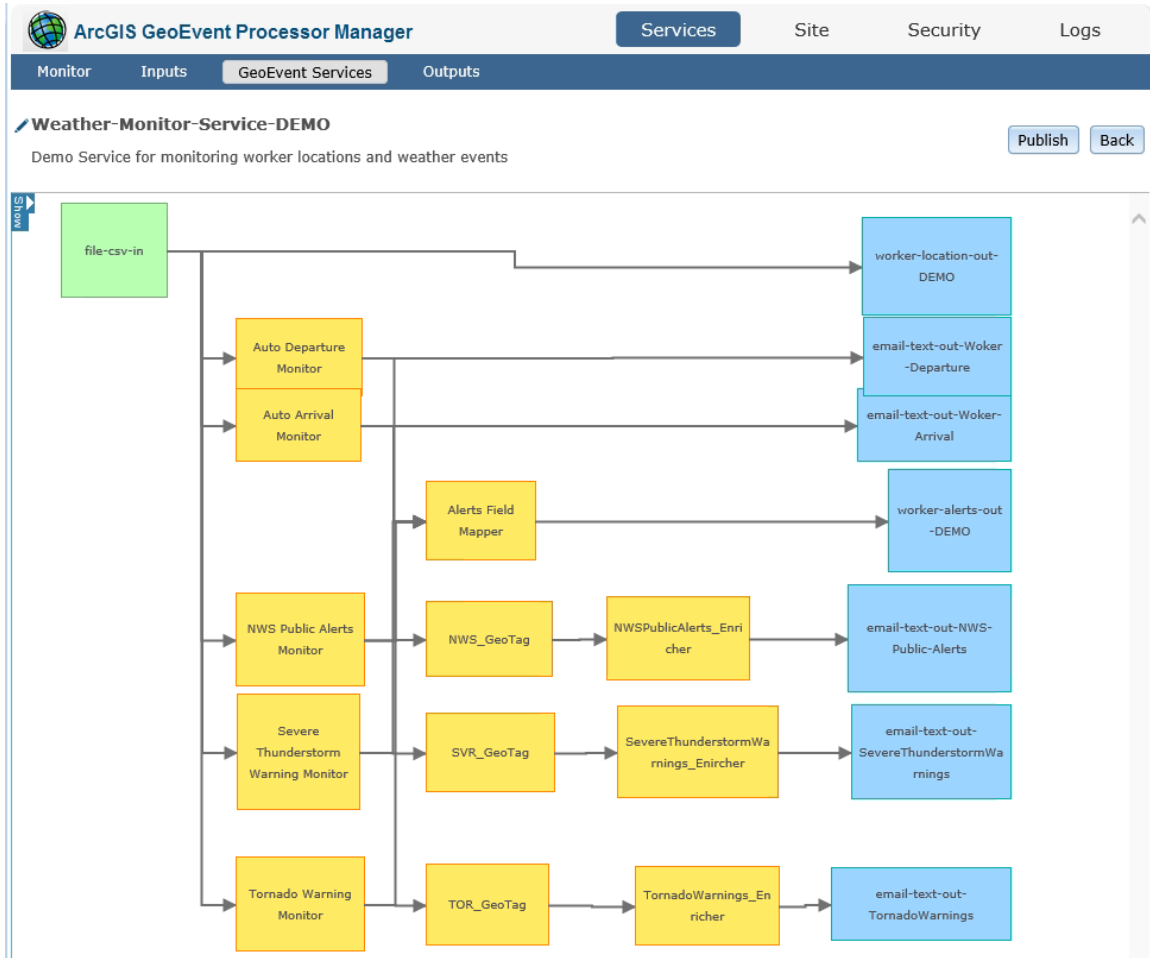 ArcGIS GeoEvent Processor Manager
Services
Site
Security
Logs
Monitor
Inputs
GeoEvent Services
Outputs
Weather-Monitor-Service-DEMO
Demo Service for monitoring worker locations and weather events
Publish
Back
Show
file-csv-in
worker-location-out-
DEMO
Auto Departure
Monitor
email-text-out-Woker
-Departure
Auto Arrival
Monitor
email-text-out-Woker-
Arrival
Alerts Field
Mapper
worker-alerts-out
-DEMO
NWS Public Alerts
Monitor
NWS_GeoTag
NWSPublicAlerts_Enri
cher
email-text-out-NWS-
Public-Alerts
Severe
Thunderstorm
Warning Monitor
SVR_GeoTag
SevereThunderstormWa
rnings_Enircher
email-text-out-
SevereThunderstormWa
rnings
Tornado Warning
Monitor
TOR_GeoTag
TornadoWarnings_En
richer
email-text-out-
TornadoWarnings